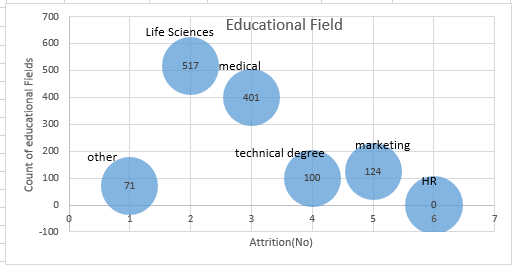 Educational Field
700
600
500
400
300
200
100
0
-100
Count of educational Fields
Life Sciences
517
medical
401
other
71
technical degree
100
marketing
124
HR
0
0 1 2 3 4 5 6 7
Attrition(No)